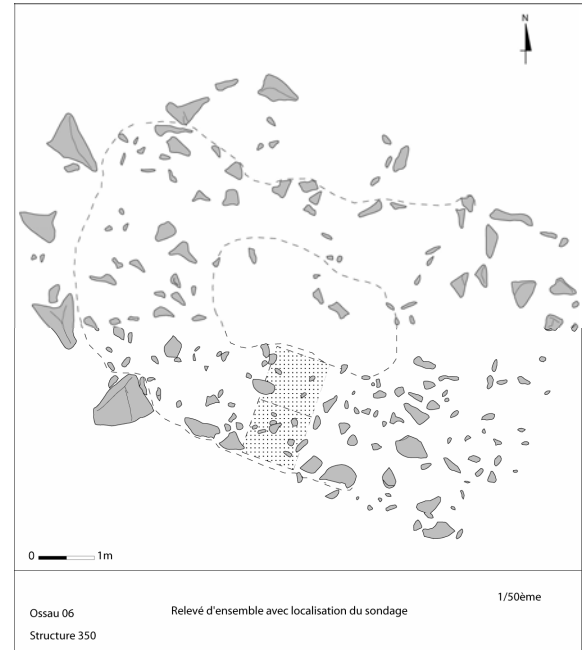 N
0 1m
1/50ème
Ossau 06
Relevé d'ensemble avec localisation du sondage
Structure 350